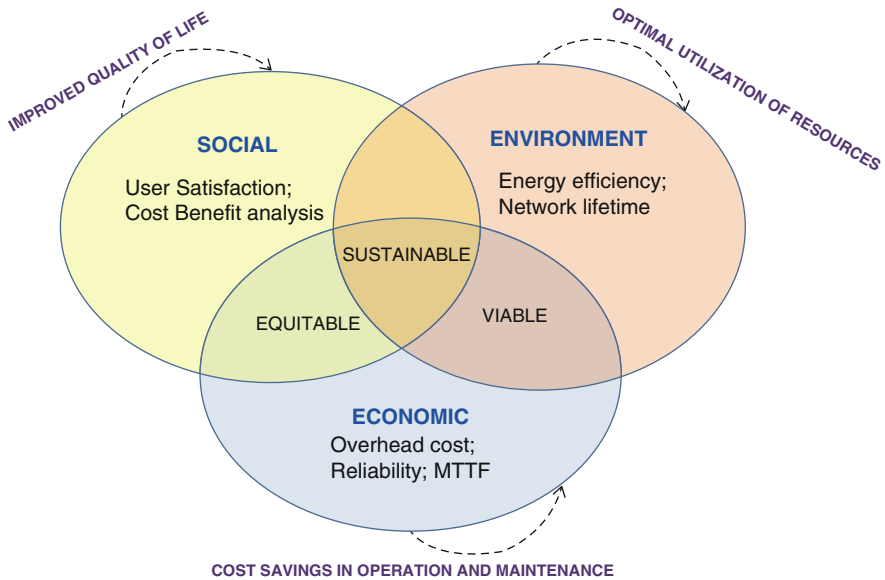 IMPROVED QUALITY OF LIFE
OPTIMAL UTILIZATION OF RESOURCES
SOCIAL
User Satisfaction;
Cost Benefit analysis
ENVIRONMENT
Energy efficiency;
Network lifetime
SUSTAINABLE
EQUITABLE
VIABLE
ECONOMIC
Overhead cost;
Reliability; MTTF
COST SAVINGS IN OPERATION AND MAINTENANCE